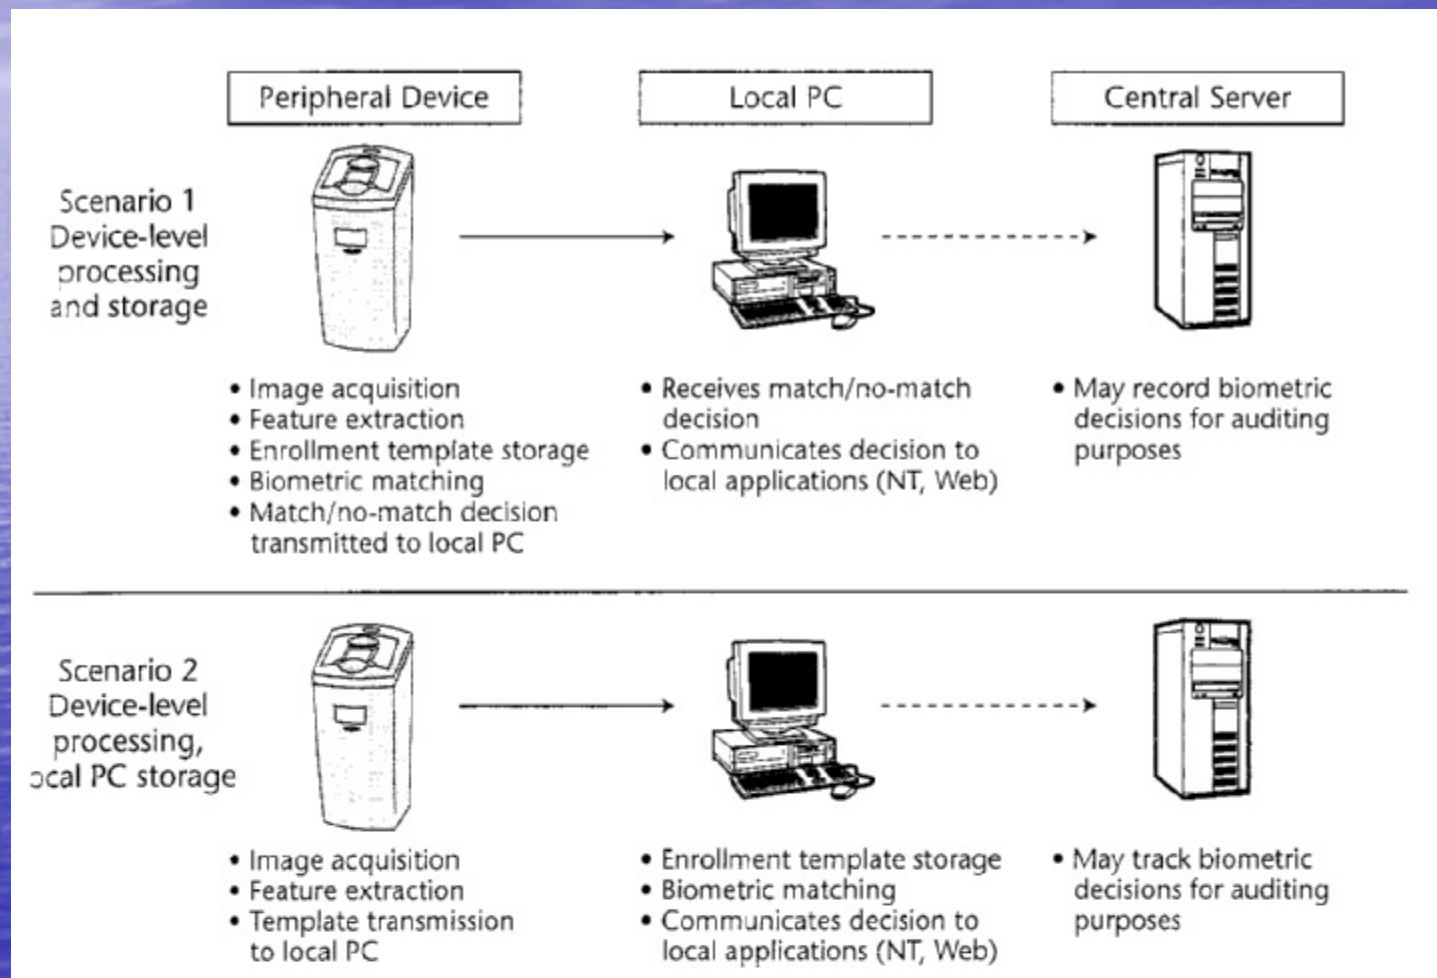 Peripheral Device
Local PC
Central Server
Scenario 1
Device-level
processing
and storage
• Image acquisition
• Feature extraction
• Enrollment template storage
• Biometric matching
• Match/no-match decision
transmitted to local PC
• Receives match/no-match
decision
• Communicates decision to
local applications (NT, Web)
• May record biometric
decisions for auditing
purposes
Scenario 2
Device-level
processing,
ocal PC storage
• Image acquisition
• Feature extraction
• Template transmission
to local PC
• Enrollment template storage
• Biometric matching
• Communicates decision to
local applications (NT, Web)
• May track biometric
decisions for auditing
purposes